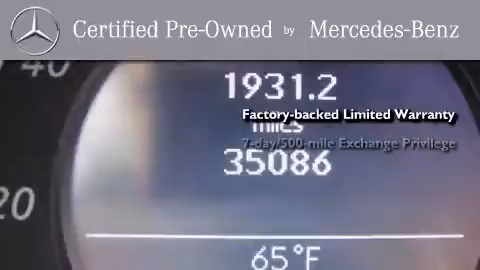 Certified Pre-Owned by Mercedes-Benz
40
1931.2
Factory-backed Limited Warranty
miles
7-day/500-mile Exchange Privilege
35086
20
65°F